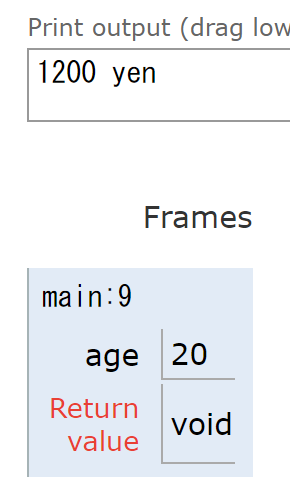 Print output (drag low
1200 yen
Frames
main:9
age 20
Return
value void